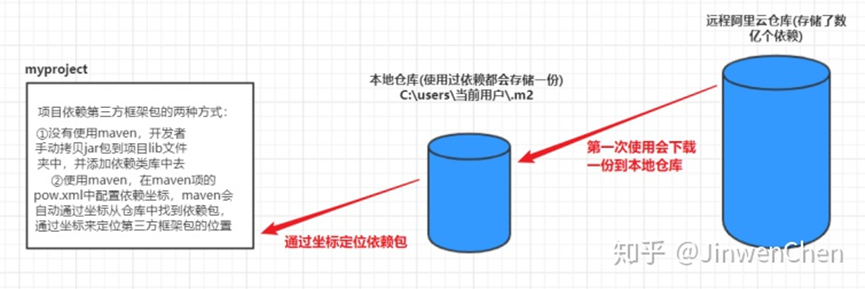 myproject
项目依赖第三方框架包的两种方式：
①没有使用maven，开发者
手动拷贝jar包到项目lib文件
夹中，并添加依赖类库中去
②使用maven，在maven项的
pow.xml中配置依赖坐标，maven会
自动通过坐标从仓库中找到依赖包，
通过坐标来定位第三方框架包的位置
通过坐标定位依赖包
本地仓库(使用过依赖都会存储一份)
C:\users\当前用户\.m2
第一次使用会下载
一份到本地仓库
远程阿里云仓库(存储了数
亿个依赖)
知乎 @JinwenChen